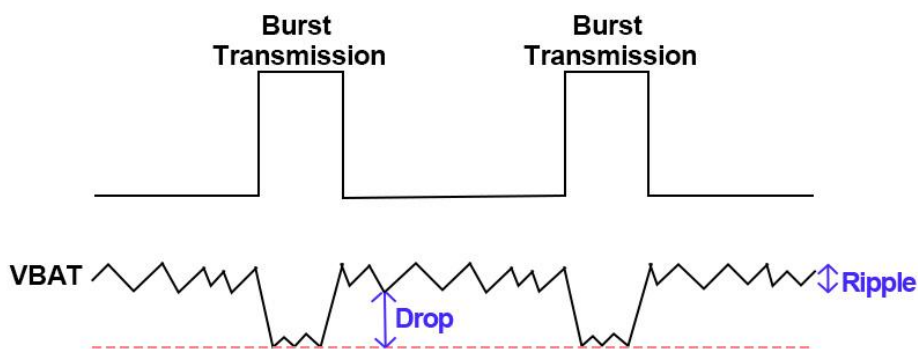 Burst
Transmission
Burst
Transmission
VBAT
Ripple
Drop